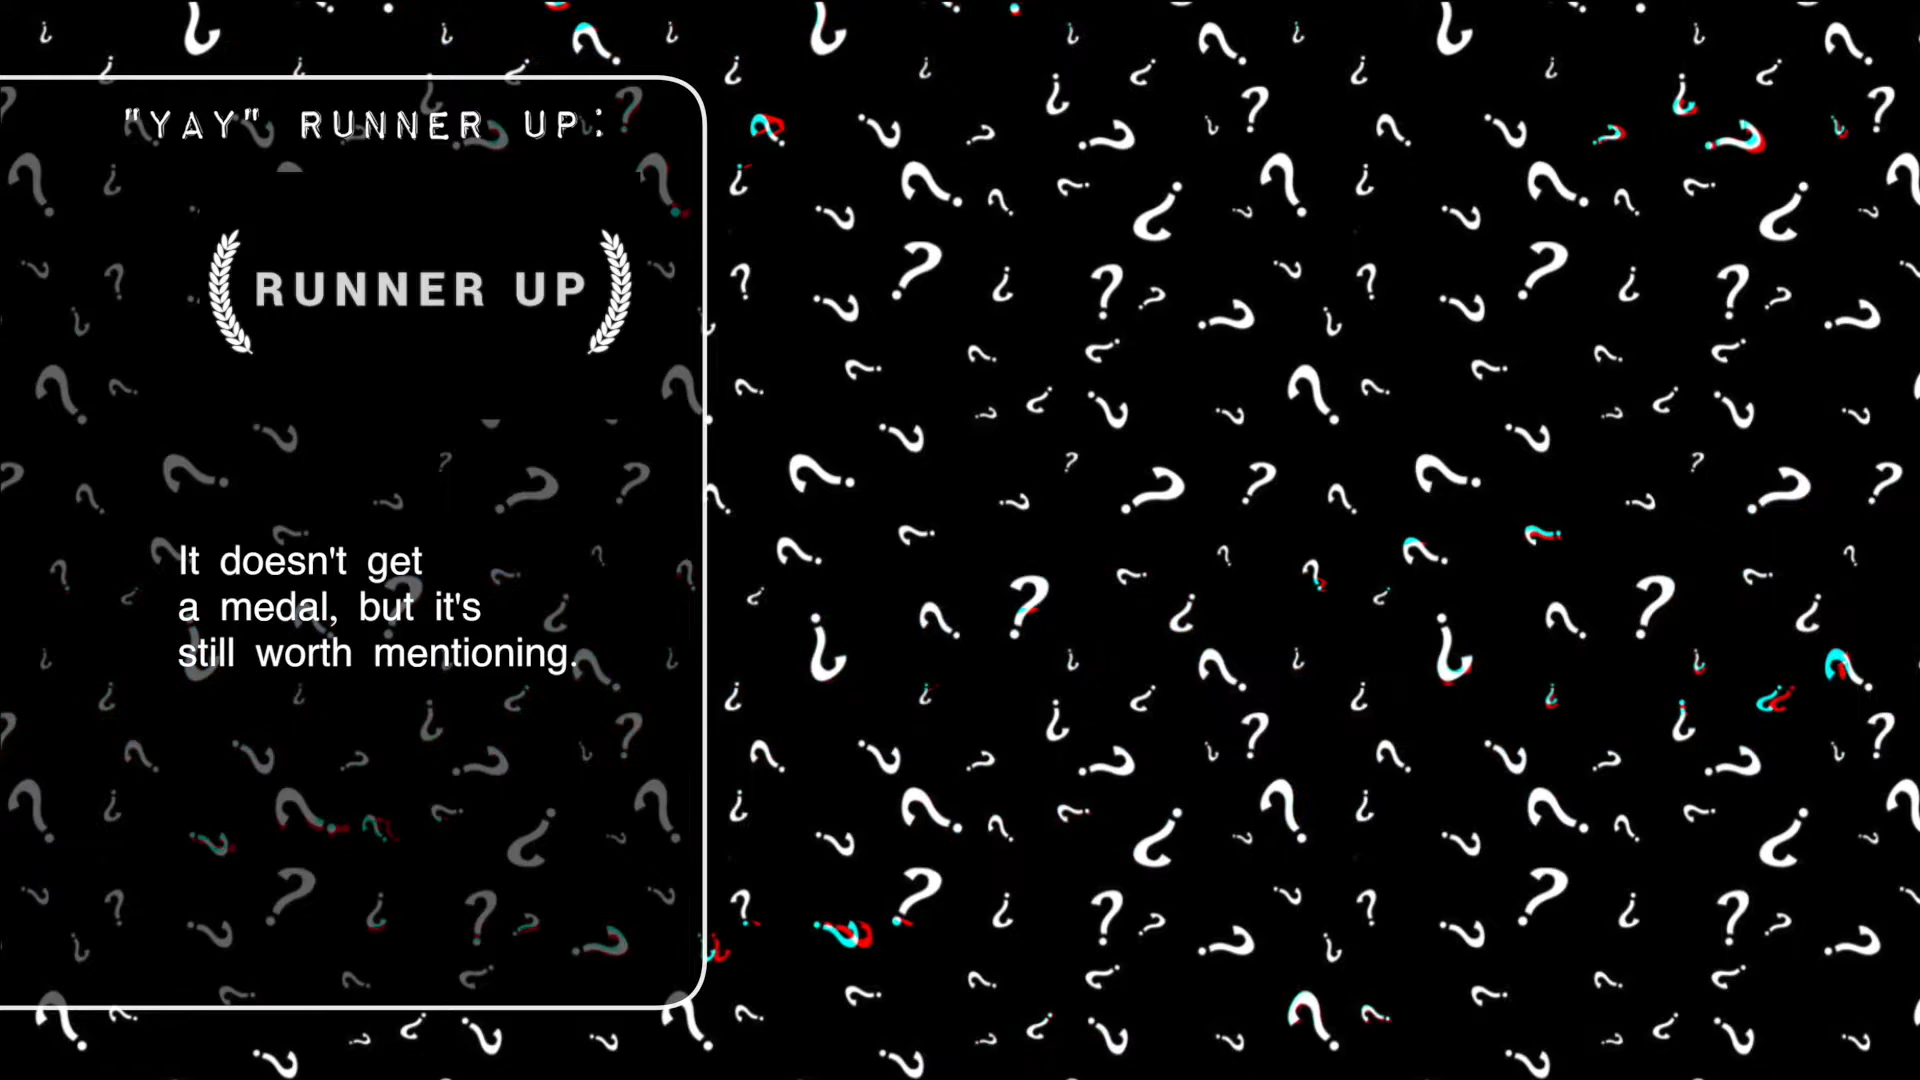 "YAY" RUNNER UP:
RUNNER UP
It doesn't get
a medal, but it's
still worth mentioning.